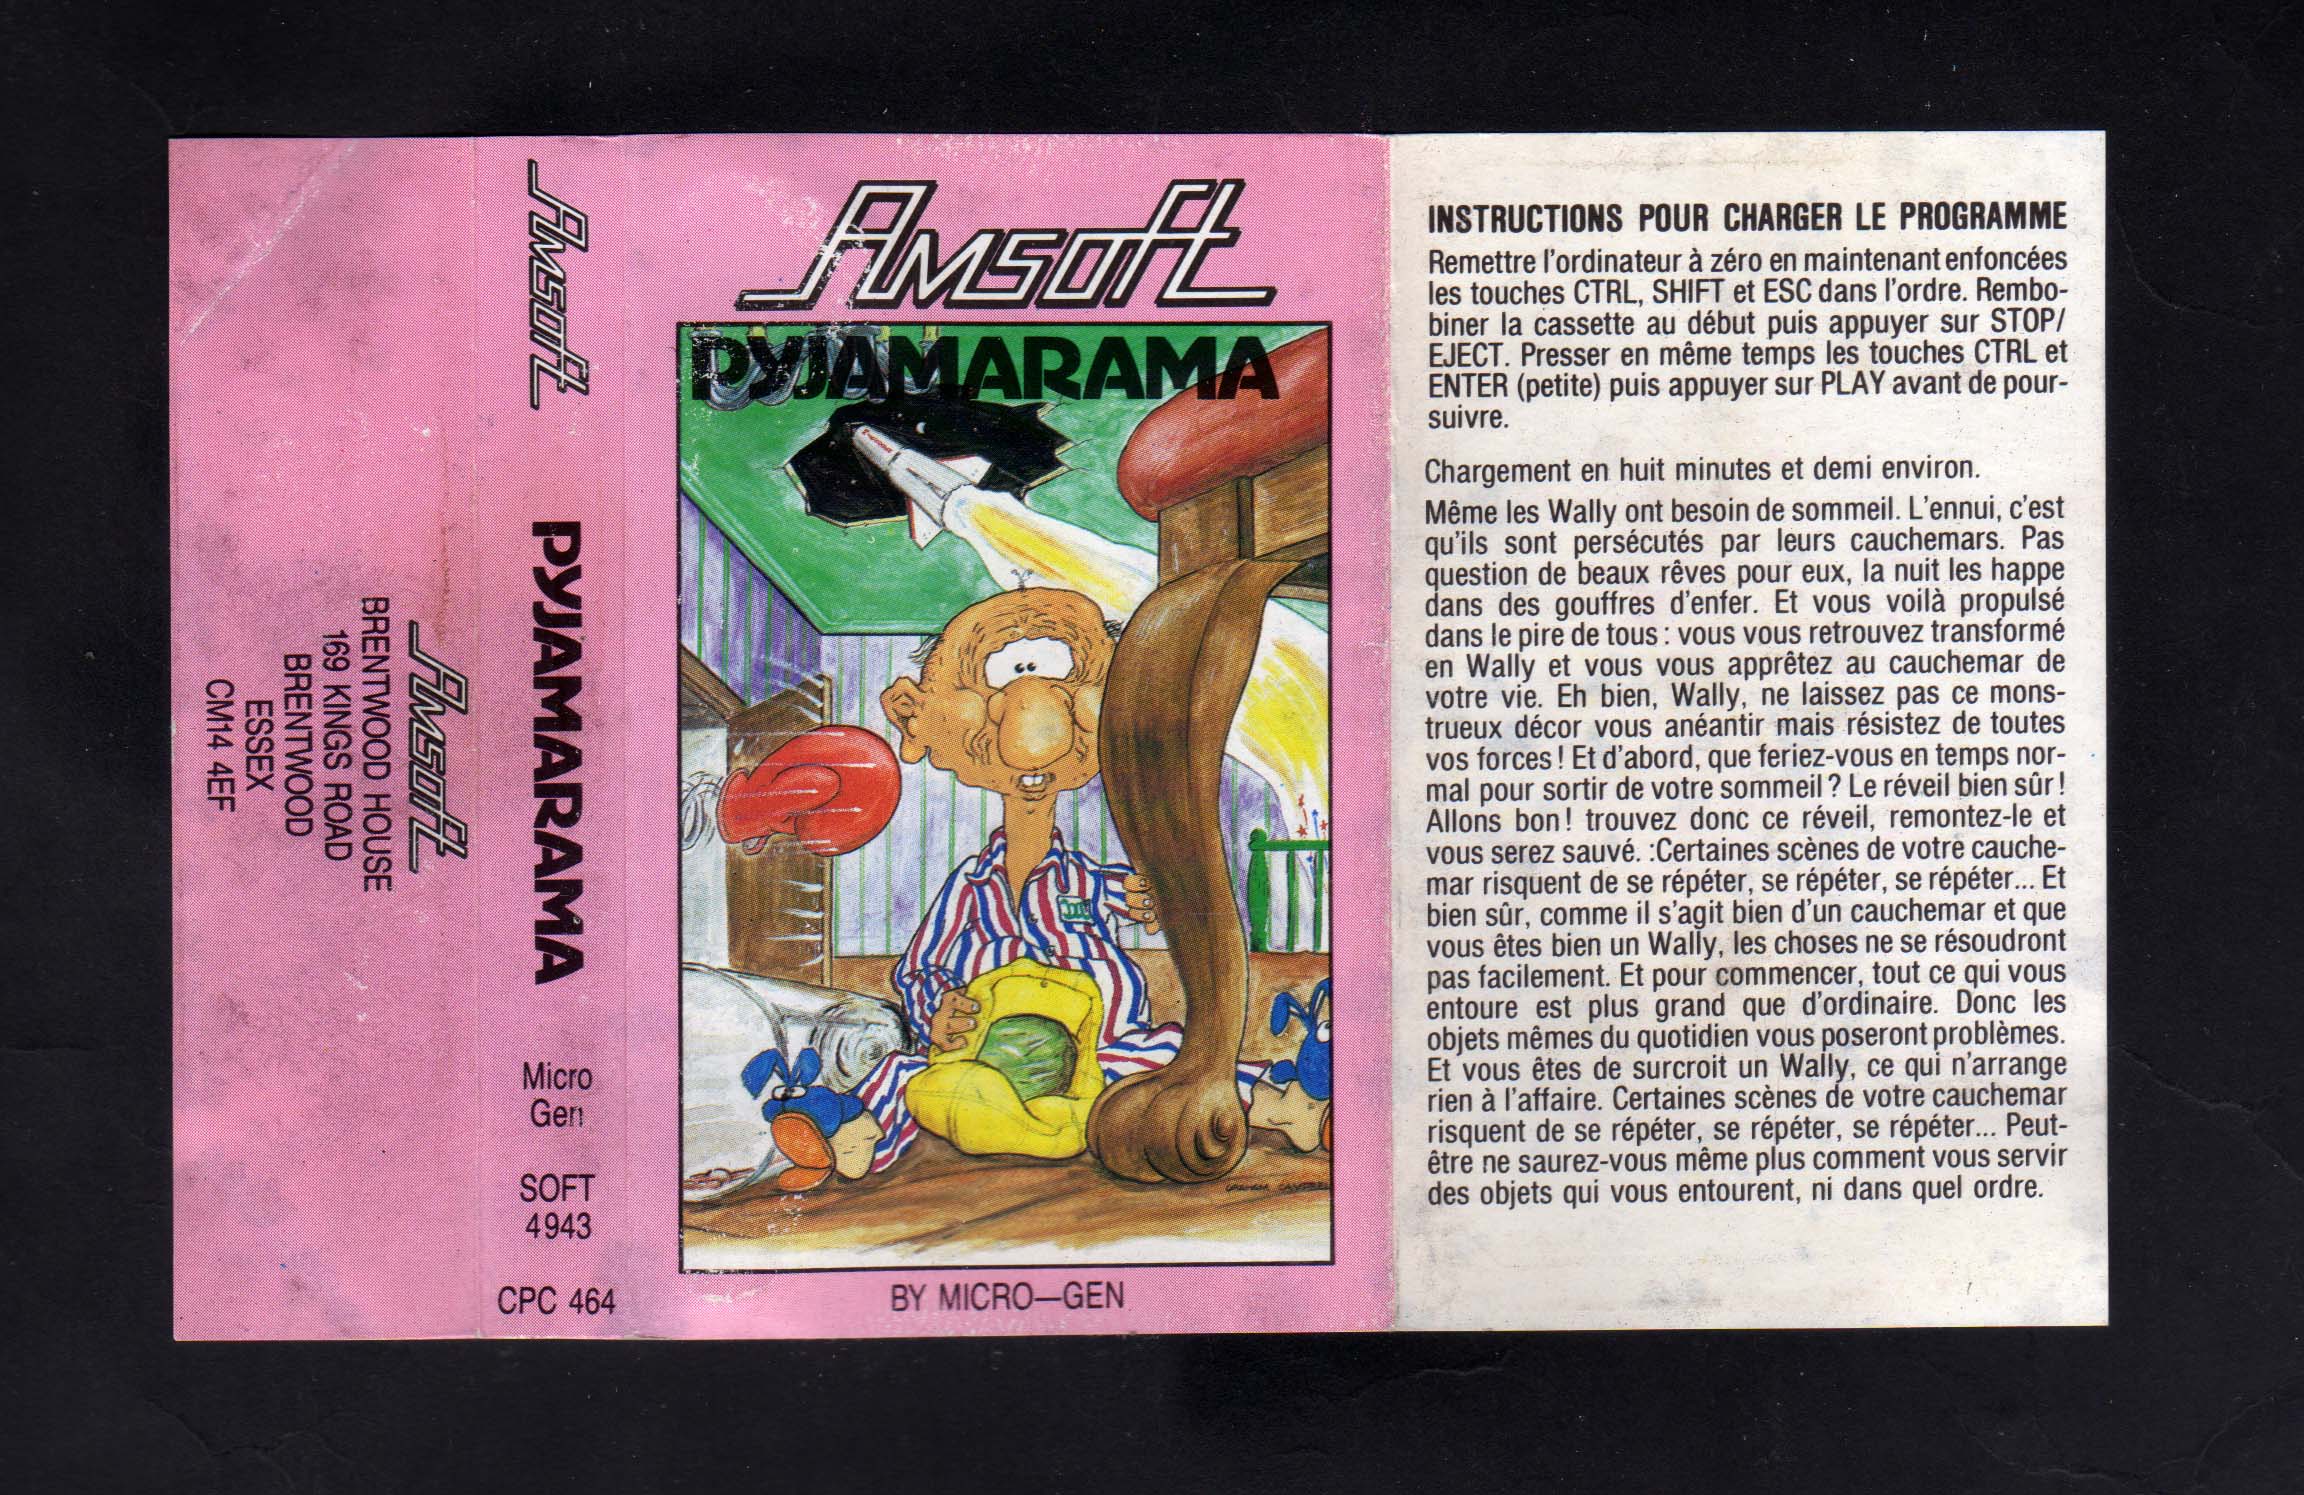 Amsoft
BRENTWOOD HOUSE
169 KINGS ROAD
BRENTWOOD
ESSEX
CM14 4EF
Amsoft
PYJAMARAMA
Micro
Gen
SOFT
4943
CPC 464
Amsoft
PYJAMARAMA
BY MICRO—GEN
INSTRUCTIONS POUR CHARGER LE PROGRAMME
Remettre l'ordinateur à zéro en maintenant enfoncées
les touches CTRL, SHIFT et ESC dans l'ordre. Rembo-
biner la cassette au début puis appuyer sur STOP/
EJECT. Presser en même temps les touches CTRL et
ENTER (petite) puis appuyer sur PLAY avant de pour-
suivre.
Chargement en huit minutes et demi environ.
Même les Wally ont besoin de sommeil. L'ennui, c'est
qu'ils sont persécutés par leurs cauchemars. Pas
question de beaux rêves pour eux, la nuit les happe
dans des gouffres d'enfer. Et vous voilà propulsé
dans le pire de tous : vous vous retrouvez transformé
en Wally et vous vous apprêtez au cauchemar de
votre vie. Eh bien, Wally, ne laissez pas ce mons-
trueux décor vous anéantir mais résistez de toutes
vos forces ! Et d'abord, que feriez-vous en temps nor-
mal pour sortir de votre sommeil ? Le réveil bien sûr !
Allons bon ! trouvez donc ce réveil, remontez-le et
vous serez sauvé. :Certaines scènes de votre cauche-
mar risquent de se répéter, se répéter, se répéter... Et
bien sûr, comme il s'agit bien d'un cauchemar et que
vous êtes bien un Wally, les choses ne se résoudront
pas facilement. Et pour commencer, tout ce qui vous
entoure est plus grand que d'ordinaire. Donc les
objets mêmes du quotidien vous poseront problèmes.
Et vous êtes de surcroit un Wally, ce qui n'arrange
rien à l'affaire. Certaines scènes de votre cauchemar
risquent de se répéter, se répéter, se répéter... Peut-
être ne saurez-vous même plus comment vous servir
des objets qui vous entourent, ni dans quel ordre.